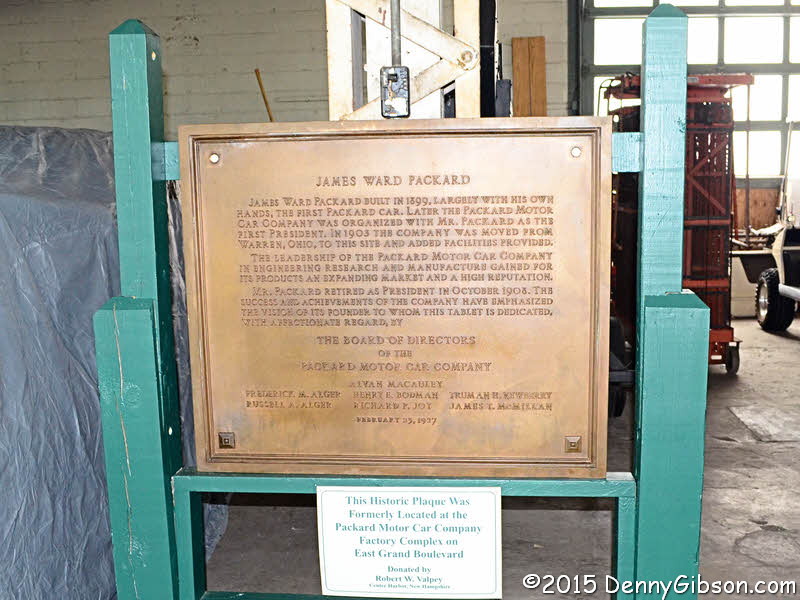 JAMES WARD PACKARD
JAMES WARD PACKARD BUILT IN 1899, LARGELY WITH HIS OWN
HANDS, THE FIRST PACKARD CAR. LATER THE PACKARD MOTOR
CAR COMPANY WAS ORGANIZED WITH MR. PACKARD AS THE
FIRST PRESIDENT. IN 1903 THE COMPANY WAS MOVED FROM
WARREN, OHIO, TO THIS SITE AND ADDED FACILITIES PROVIDED.
THE LEADERSHIP OF THE PACKARD MOTOR CAR COMPANY
IN ENGINEERING RESEARCH AND MANUFACTURE GAINED FOR
ITS PRODUCTS AN EXPANDING MARKET AND A HIGH REPUTATION.
MR. PACKARD RETIRED AS PRESIDENT IN OCTOBER 1908. THE
SUCCESS AND ACHIEVEMENTS OF THE COMPANY HAVE EMPHASIZED
THE VISION OF ITS FOUNDER TO WHOM THIS TABLET IS DEDICATED,
WITH AFFECTIONATE REGARD, BY
THE BOARD OF DIRECTORS
OF THE
PACKARD MOTOR CAR COMPANY
ALVAN MACAULEY
FREDERICK M. ALGER HENRY E. BODMAN TRUMAN H. NEWBERRY
RUSSELL A. ALGER RICHARD P. JOY JAMES T. MCMILLAN
FEBRUARY 23, 1927
This Historic Plaque Was
Formerly Located at the
Packard Motor Car Company
Factory Complex on
East Grand Boulevard
Donated by
Robert W. Valpey
Center Harbor, New Hampshire
©2015 DennyGibson.com